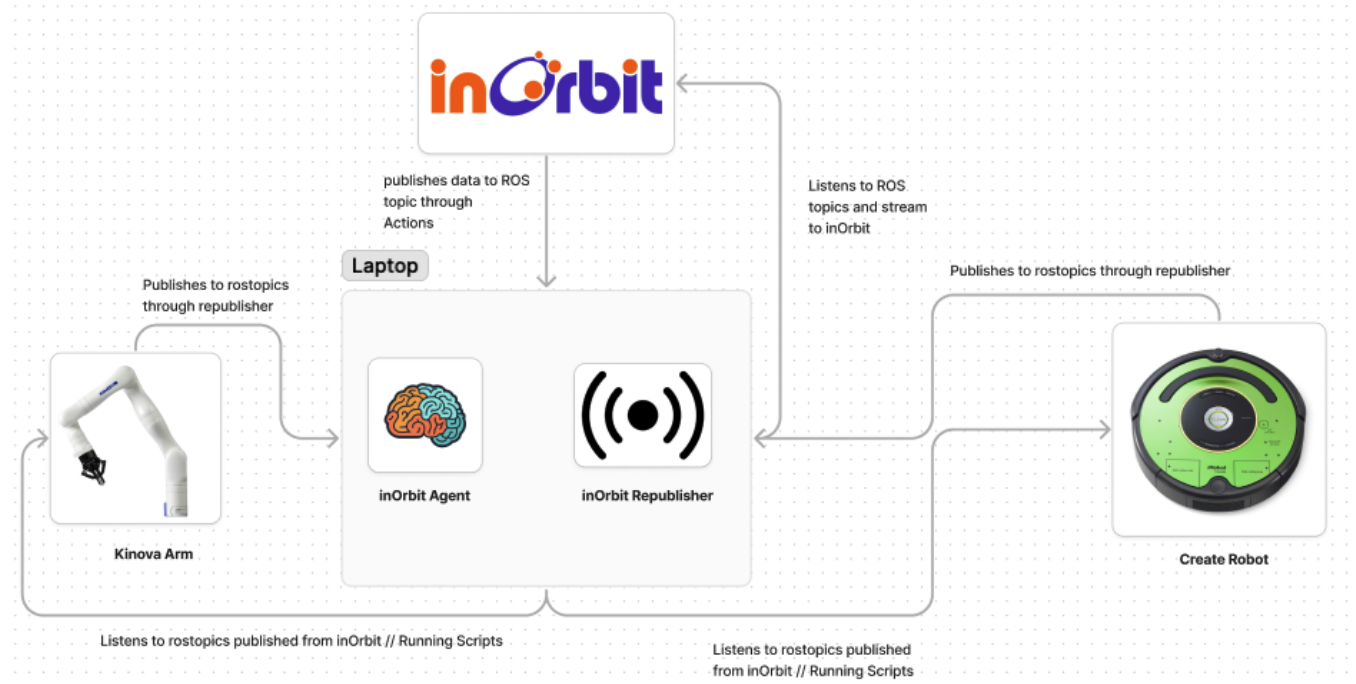 inOrbit
publishes data to ROS
topic through
Actions
Listens to ROS
topics and stream
to inOrbit
Laptop
Publishes to rostopics
through republisher
Publishes to rostopics through republisher
inOrbit Agent
inOrbit Republisher
Kinova Arm
Create Robot
Listens to rostopics published from inOrbit // Running Scripts
Listens to rostopics published
from inOrbit // Running Scripts